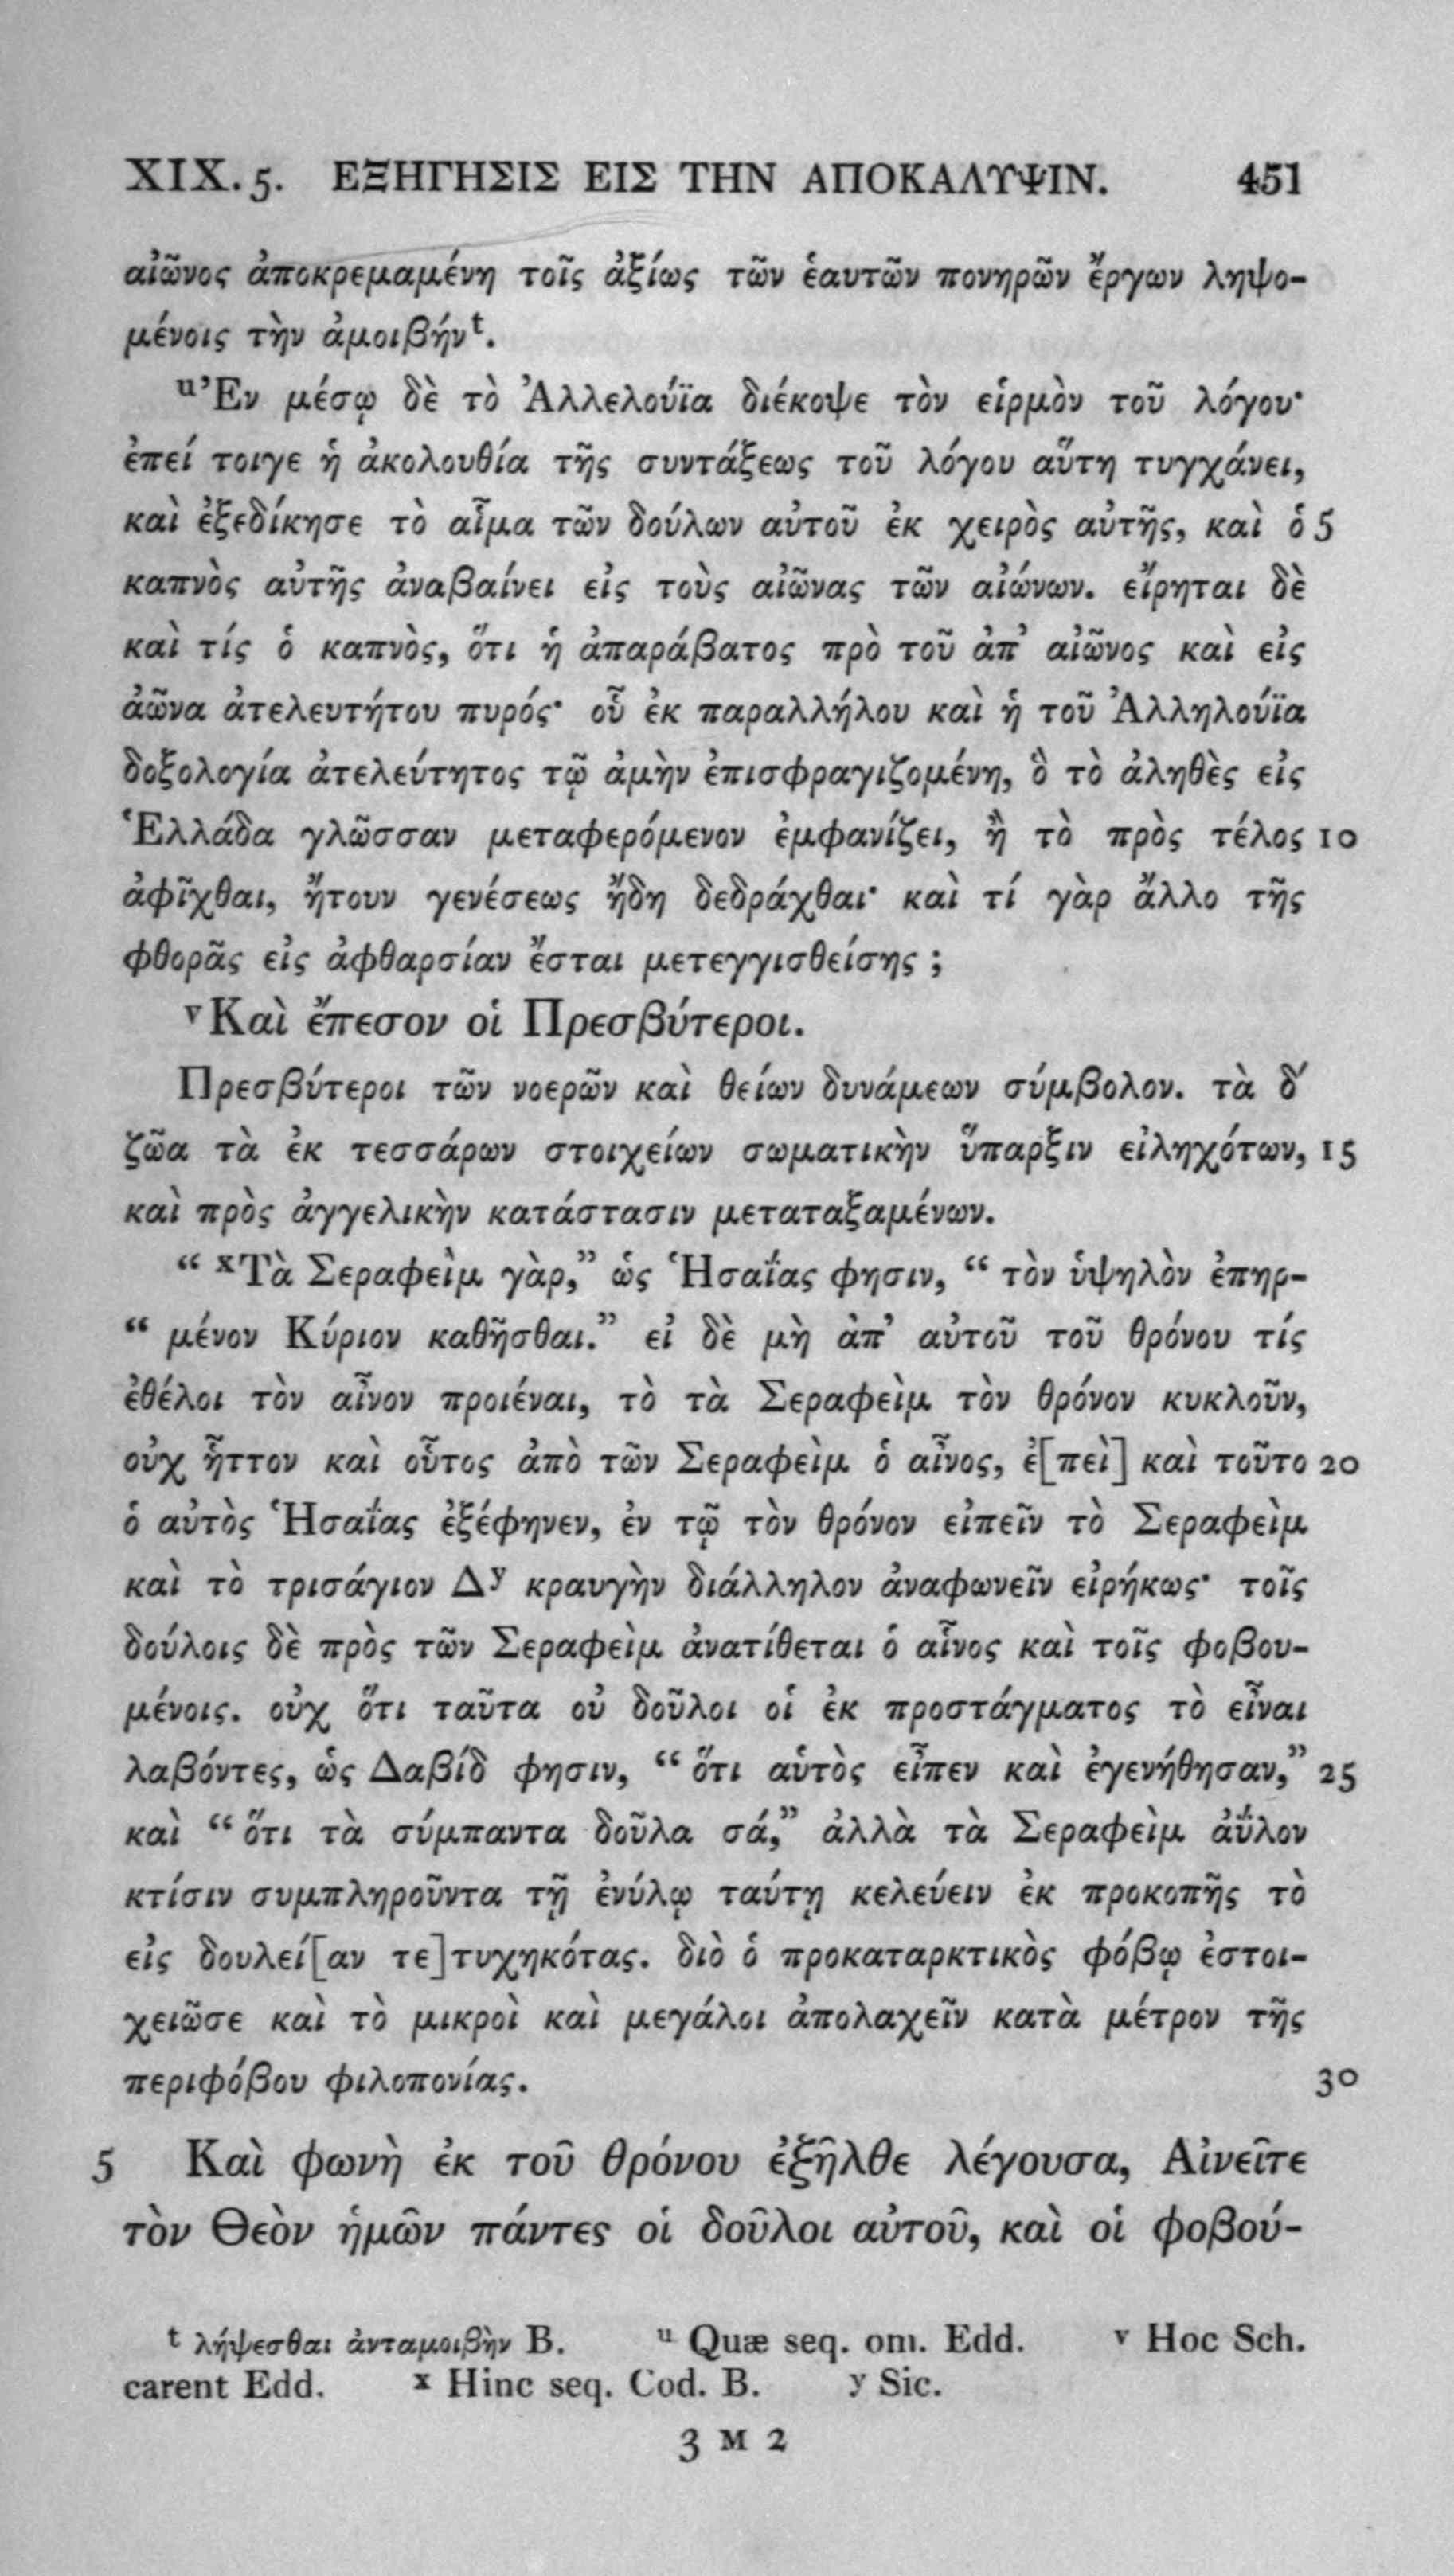 XIX. 5. ΕΞΗΓΗΣΙΣ ΕΙΣ ΤΗΝ ΑΠΟΚΑΛΥΨΙΝ. 451
αἰῶνος ἀποκρεμαμένη τοῖς ἀξίως τῶν ἑαυτῶν πονηρῶν ἔργων ληψο-
μένοις τὴν ἀμοιβήνᵗ.
ᵘ Ἐν μέσῳ δὲ τὸ Ἀλλελούϊα διέκοψε τὸν εἱρμὸν τοῦ λόγου·
ἐπεί τοιγε ἡ ἀκολουθία τῆς συντάξεως τοῦ λόγου αὕτη τυγχάνει,
καὶ ἐξεδίκησε τὸ αἷμα τῶν δούλων αὐτοῦ ἐκ χειρὸς αὐτῆς, καὶ ὁ 5
καπνὸς αὐτῆς ἀναβαίνει εἰς τοὺς αἰῶνας τῶν αἰώνων. εἴρηται δὲ
καὶ τίς ὁ καπνὸς, ὅτι ἡ ἀπαράβατος πρὸ τοῦ ἀπ’ αἰῶνος καὶ εἰς
ἀῶνα ἀτελευτήτου πυρός· οὗ ἐκ παραλλήλου καὶ ἡ τοῦ Ἀλληλούϊα
δοξολογία ἀτελεύτητος τῷ ἀμὴν ἐπισφραγιζομένη, ὃ τὸ ἀληθὲς εἰς
Ἑλλάδα γλῶσσαν μεταφερόμενον ἐμφανίζει, ἢ τὸ πρὸς τέλος 10
ἀφῖχθαι, ἤτουν γενέσεως ἤδη δεδράχθαι· καὶ τί γὰρ ἄλλο τῆς
φθορᾶς εἰς ἀφθαρσίαν ἔσται μετεγγισθείσης ;
ᵛ Καὶ ἔπεσον οἱ Πρεσβύτεροι.
Πρεσβύτεροι τῶν νοερῶν καὶ θείων δυνάμεων σύμβολον. τὰ δʹ
ζῶα τὰ ἐκ τεσσάρων στοιχείων σωματικὴν ὕπαρξιν εἰληχότων, 15
καὶ πρὸς ἀγγελικὴν κατάστασιν μεταταξαμένων.
“ ˣ Τὰ Σεραφεὶμ γὰρ,” ὡς Ἡσαΐας φησιν, “ τὸν ὑψηλὸν ἐπηρ-
“ μένον Κύριον καθῆσθαι.” εἰ δὲ μὴ ἀπ’ αὐτοῦ τοῦ θρόνου τίς
ἐθέλοι τὸν αἶνον προιέναι, τὸ τὰ Σεραφεὶμ τὸν θρόνον κυκλοῦν,
οὐχ ἧττον καὶ οὗτος ἀπὸ τῶν Σεραφεὶμ ὁ αἶνος, ἐ[πεὶ] καὶ τοῦτο 20
ὁ αὐτὸς Ἡσαΐας ἐξέφηνεν, ἐν τῷ τὸν θρόνον εἰπεῖν τὸ Σεραφεὶμ
καὶ τὸ τρισάγιον Δʸ κραυγὴν διάλληλον ἀναφωνεῖν εἰρήκως· τοῖς
δούλοις δὲ πρὸς τῶν Σεραφεὶμ ἀνατίθεται ὁ αἶνος καὶ τοῖς φοβου-
μένοις. οὐχ ὅτι ταῦτα οὐ δοῦλοι οἱ ἐκ προστάγματος τὸ εἶναι
λαβόντες, ὡς Δαβίδ φησιν, “ ὅτι αὐτὸς εἶπεν καὶ ἐγενήθησαν,” 25
καὶ “ ὅτι τὰ σύμπαντα δοῦλα σά,” ἀλλὰ τὰ Σεραφεὶμ ἀΰλον
κτίσιν συμπληροῦντα τῇ ἐνύλῳ ταύτῃ κελεύειν ἐκ προκοπῆς τὸ
εἰς δουλεί[αν τε]τυχηκότας. διὸ ὁ προκαταρκτικὸς φόβῳ ἐστοι-
χειῶσε καὶ τὸ μικροὶ καὶ μεγάλοι ἀπολαχεῖν κατὰ μέτρον τῆς
περιφόβου φιλοπονίας. 30
5 Καὶ φωνὴ ἐκ τοῦ θρόνου ἐξῆλθε λέγουσα, Αἰνεῖτε
τὸν Θεὸν ἡμῶν πάντες οἱ δοῦλοι αὐτοῦ, καὶ οἱ φοβού-
ᵗ λήψεσθαι ἀνταμοιβὴν B. ᵘ Quæ seq. om. Edd. ᵛ Hoc Sch.
carent Edd. ˣ Hinc seq. Cod. B. ʸ Sic.
3 M 2